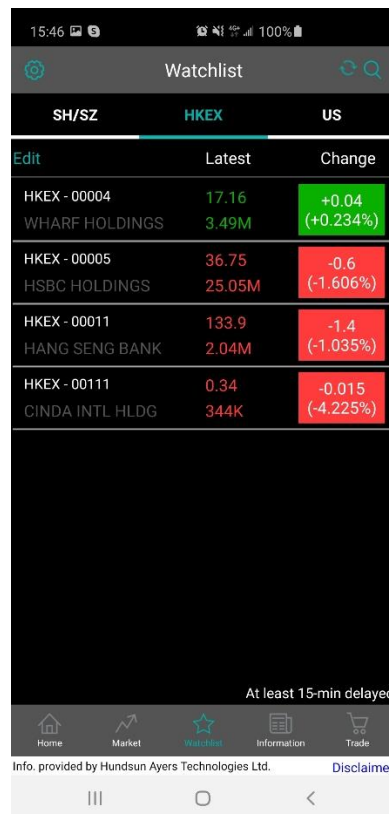 15:46 S 4G+ 100%
Watchlist
SH/SZ HKEX US
Edit Latest Change
HKEX - 00004 17.16 +0.04
WHARF HOLDINGS 3.49M (+0.234%)
HKEX - 00005 36.75 -0.6
HSBC HOLDINGS 25.05M (-1.606%)
HKEX - 00011 133.9 -1.4
HANG SENG BANK 2.04M (-1.035%)
HKEX - 00111 0.34 -0.015
CINDA INTL HLDG 344K (-4.225%)
At least 15-min delayed
Home Market Watchlist Information Trade
Info. provided by Hundsun Ayers Technologies Ltd. Disclaime